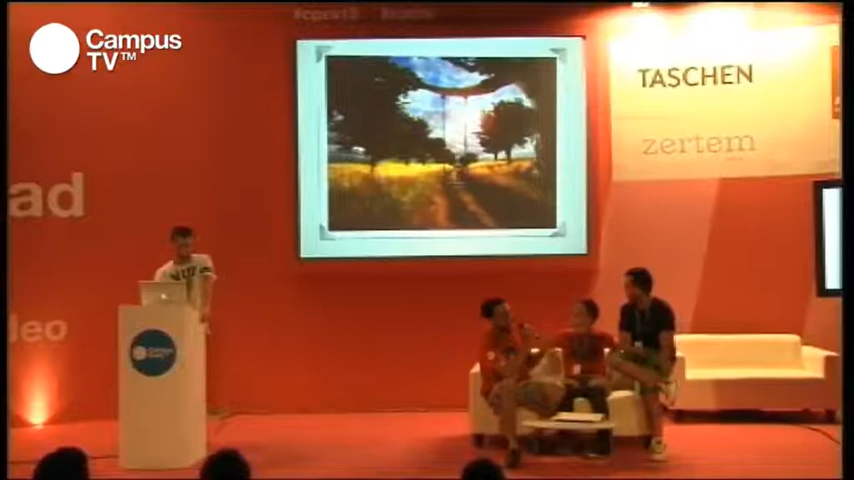 Campus
TV™
TASCHEN
zertem
ad
deo